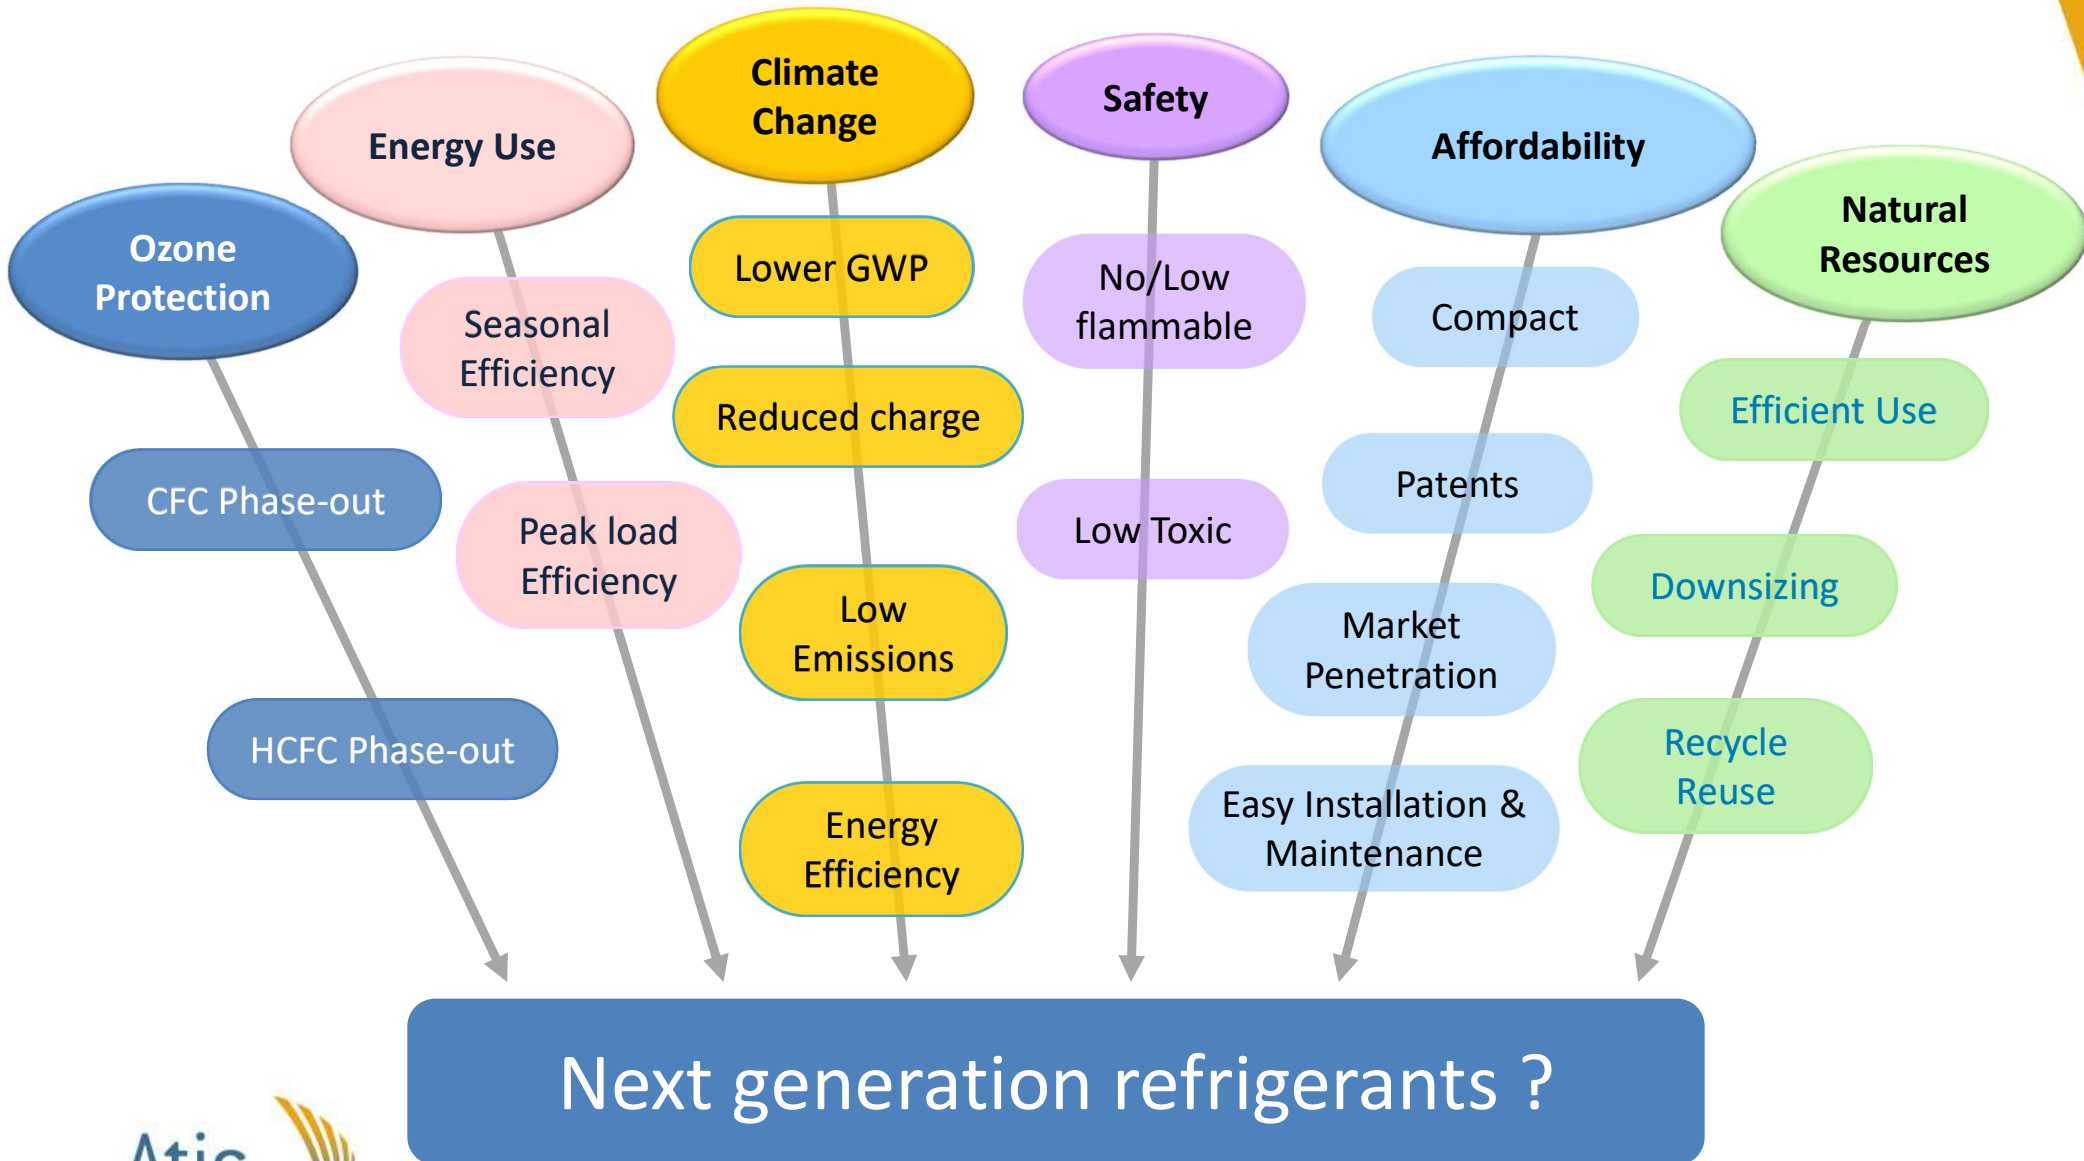 Ozone
Protection
CFC Phase-out
HCFC Phase-out
Energy Use
Seasonal
Efficiency
Peak load
Efficiency
Climate
Change
Lower GWP
Reduced charge
Low
Emissions
Energy
Efficiency
Safety
No/Low
flammable
Low Toxic
Affordability
Compact
Patents
Market
Penetration
Easy Installation &
Maintenance
Natural
Resources
Efficient Use
Downsizing
Recycle
Reuse
Next generation refrigerants ?
Atic